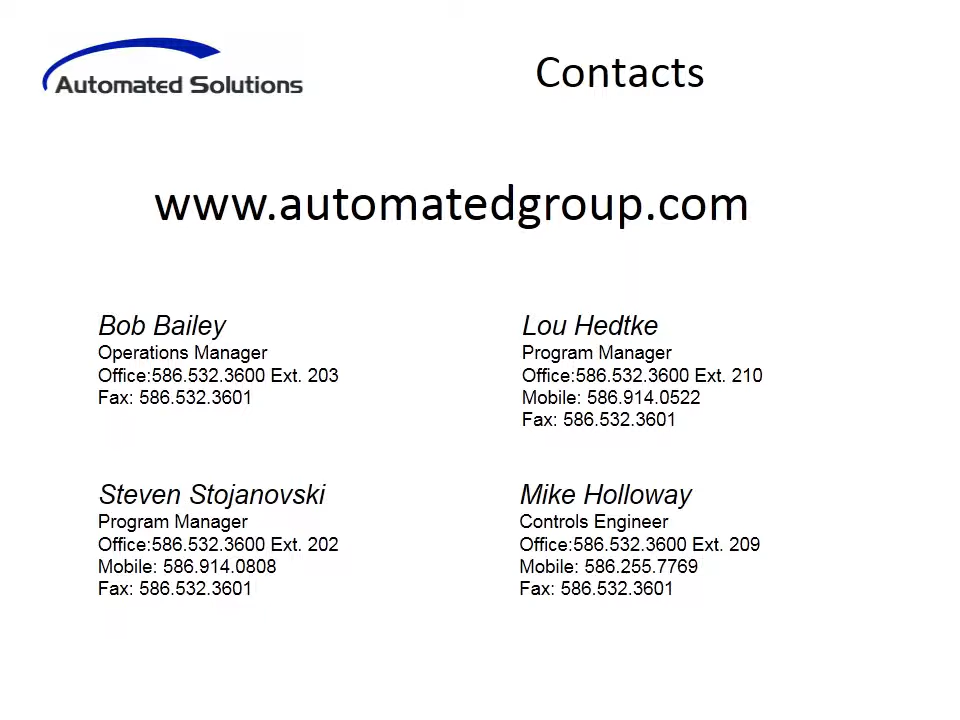 Automated Solutions
Contacts
www.automatedgroup.com
Bob Bailey
Operations Manager
Office:586.532.3600 Ext. 203
Fax: 586.532.3601
Lou Hedtke
Program Manager
Office:586.532.3600 Ext. 210
Mobile: 586.914.0522
Fax: 586.532.3601
Steven Stojanovski
Program Manager
Office:586.532.3600 Ext. 202
Mobile: 586.914.0808
Fax: 586.532.3601
Mike Holloway
Controls Engineer
Office:586.532.3600 Ext. 209
Mobile: 586.255.7769
Fax: 586.532.3601